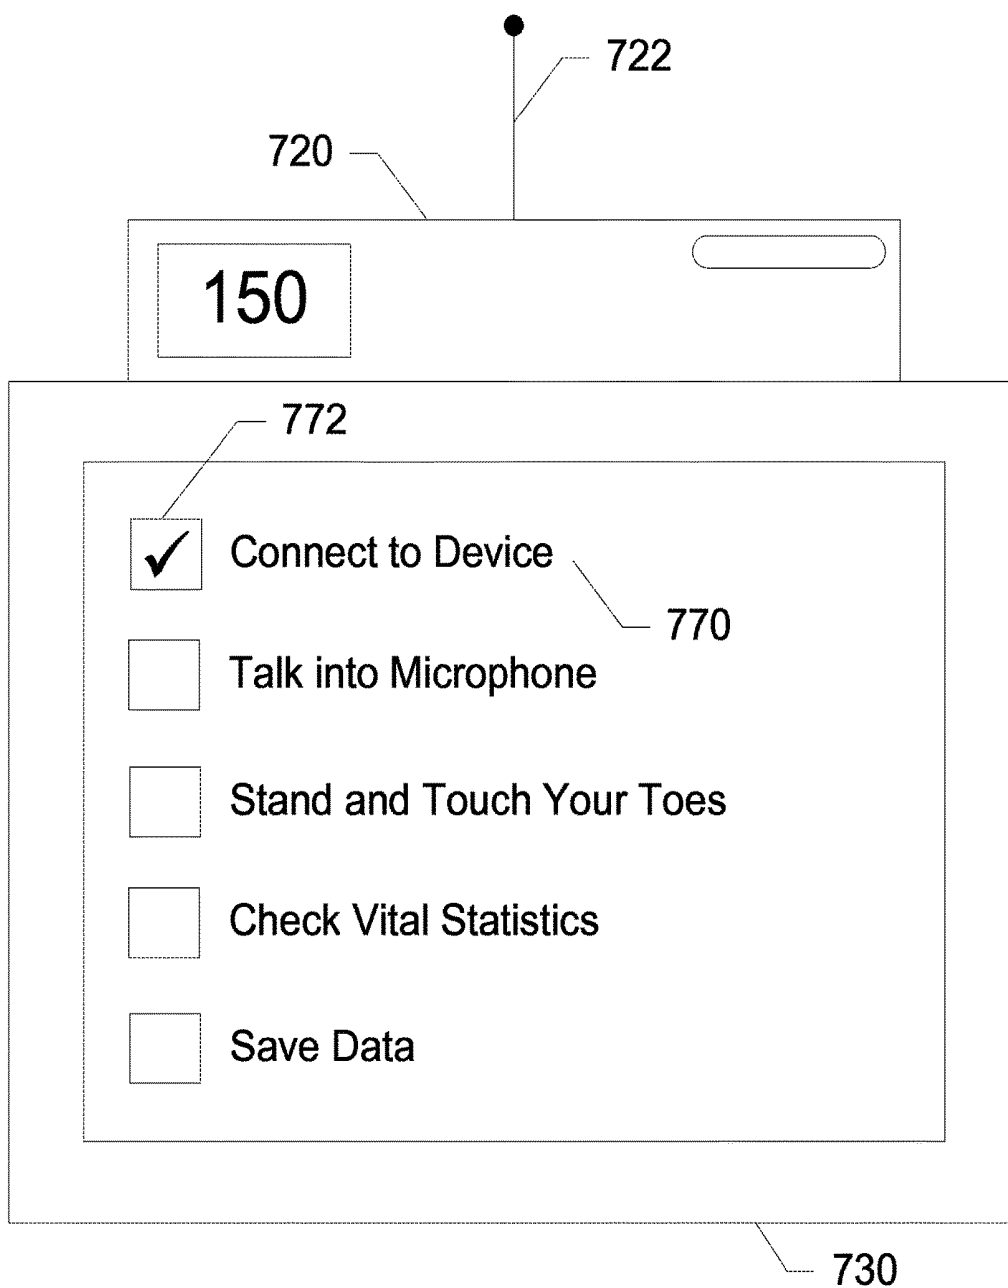 722
720
150
772
✓ Connect to Device
770
Talk into Microphone
Stand and Touch Your Toes
Check Vital Statistics
Save Data
730